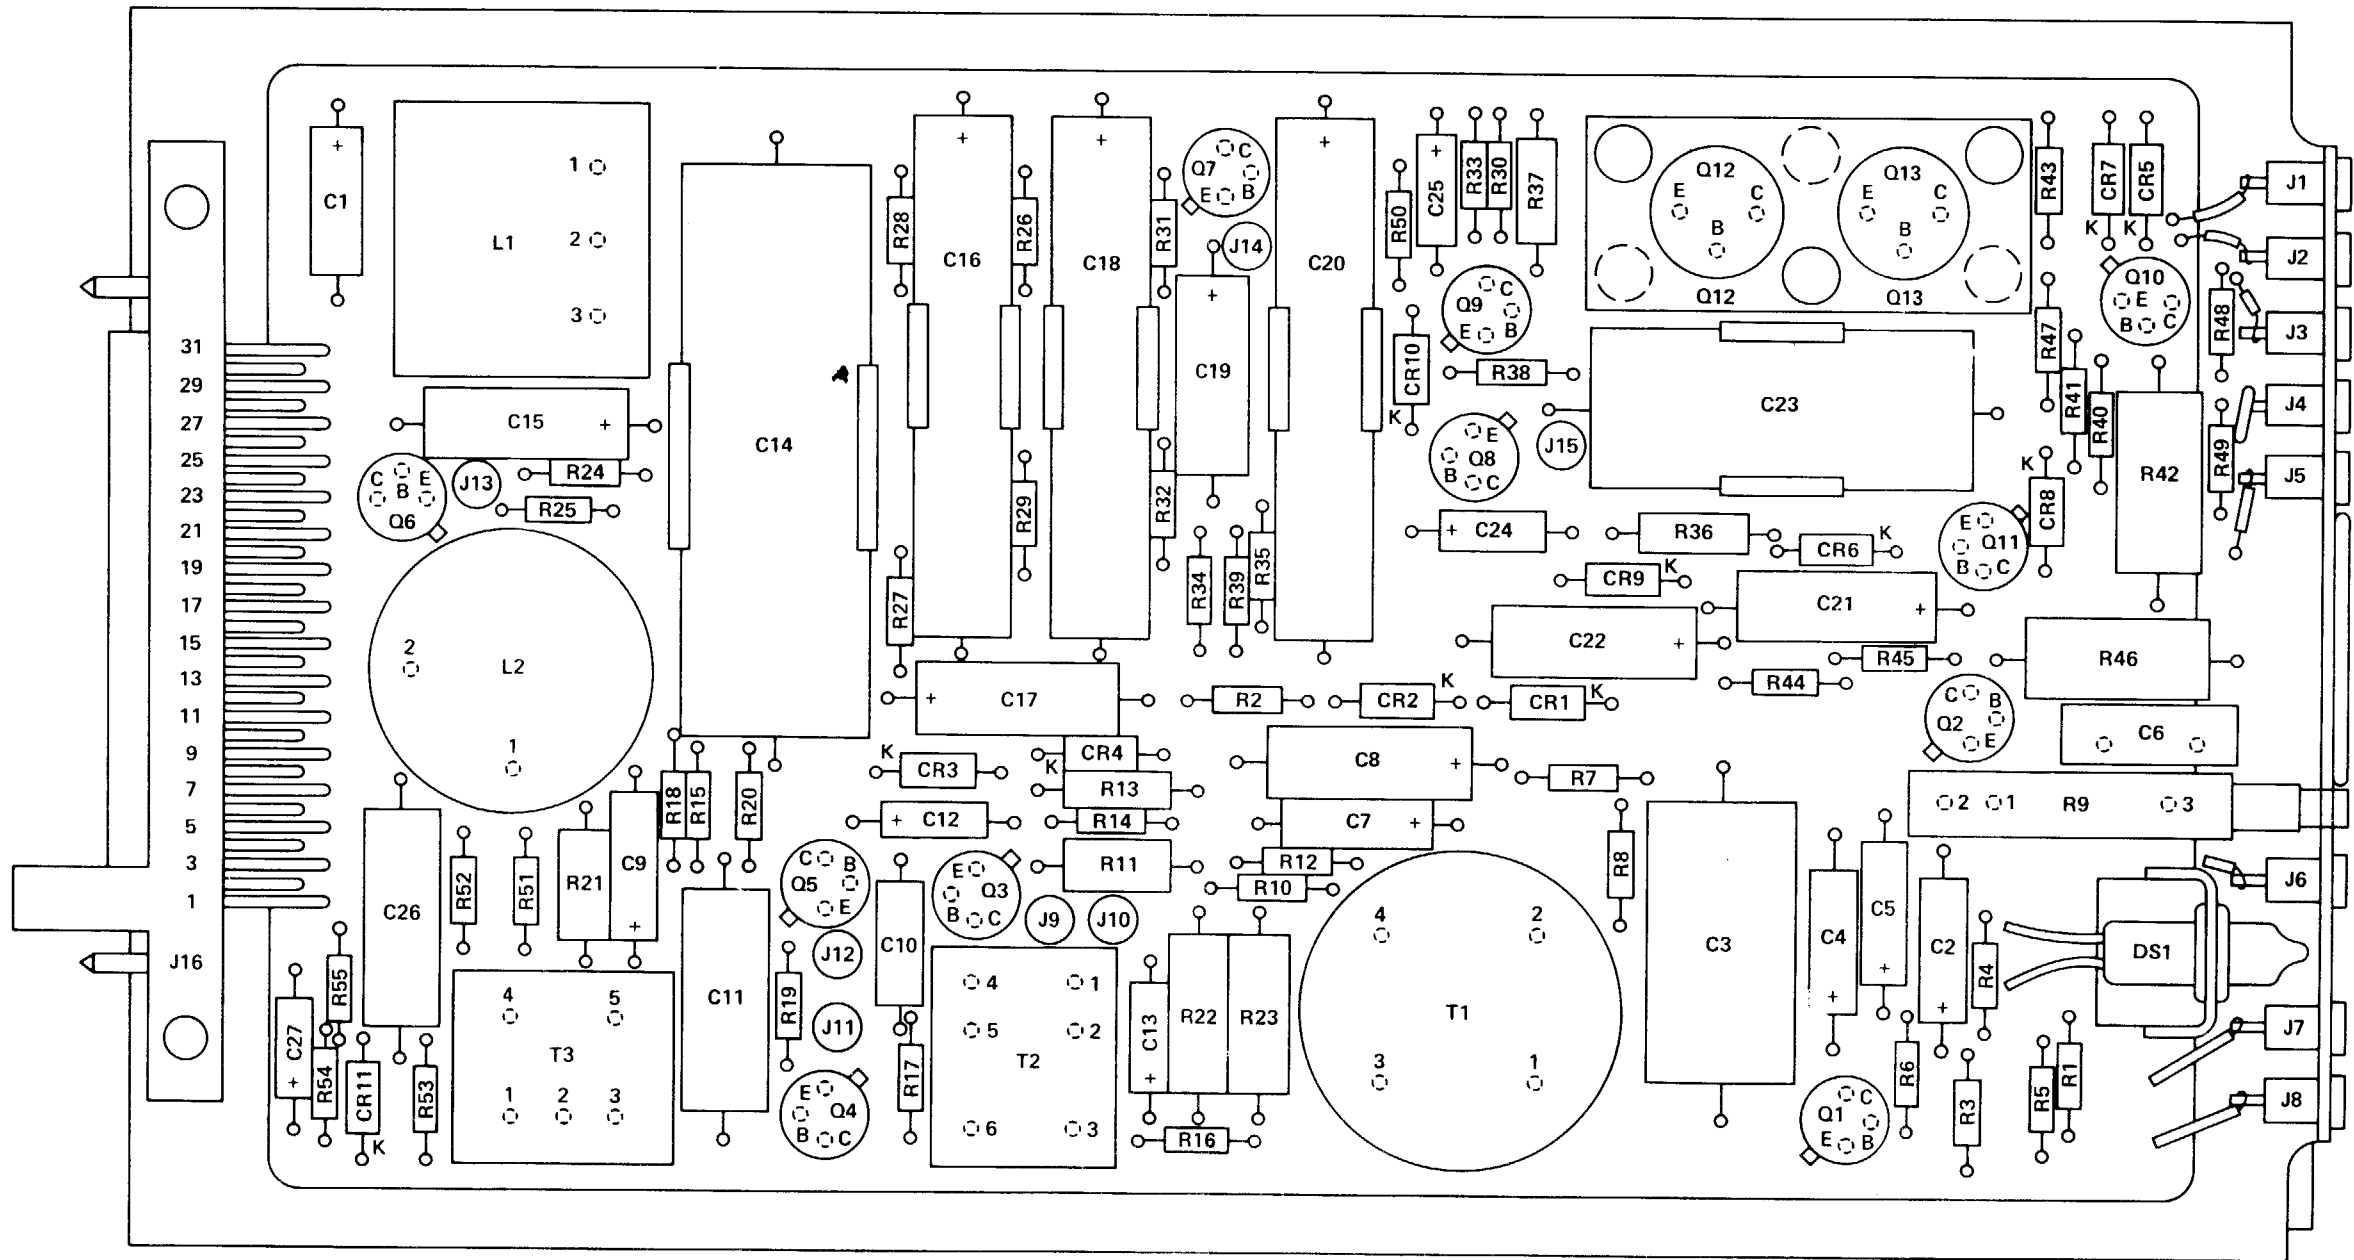 C1 +
L1
1
2
3
C14
C16 +
C18 +
C20 +
R28
R26
R31
Q7 C B E
J14
C19 +
R50
C25 +
R33
R30
R37
Q12 E B C
Q12
Q13 E B C
Q13
R43
CR7 K
CR5 K
J1
J2
J3
J4
J5
Q10 E B C
R48
R49
R47
R41
R40
R42
Q9 C B E
CR10 K
R38
C23
Q8 E B C
J15
K CR8
Q11 E B C
C15 +
R24
R25
J13
Q6 C B E
31
29
27
25
23
21
19
17
15
13
11
9
7
5
3
1
J16
R29
R32
R27
R34
R39
R35
+ C24
R36
CR6 K
CR9 K
C21 +
C22 +
R45
R44
R46
L2
2
1
+ C17
R2
CR2 K
CR1 K
Q2 C B E
C6
CR4 K
K CR3
R13
R14
C8 +
R7
2 1 R9 3
R18
R15
R20
+ C12
C7 +
R8
R11
R12
R10
C26
R52
R51
R21
C9 +
Q5 C B E
Q3 E B C
C10
J9
J10
J12
J11
C11
R19
C3
C4 +
C5 +
C2 +
R4
DS1
J6
J7
J8
R55
C27 +
R54
CR11 K
R53
T3
4 5
1 2 3
Q4 E B C
R17
T2
4 1
5 2
6 3
C13 +
R22
R23
R16
T1
4 2
3 1
Q1 C B E
R6
R3
R5
R1